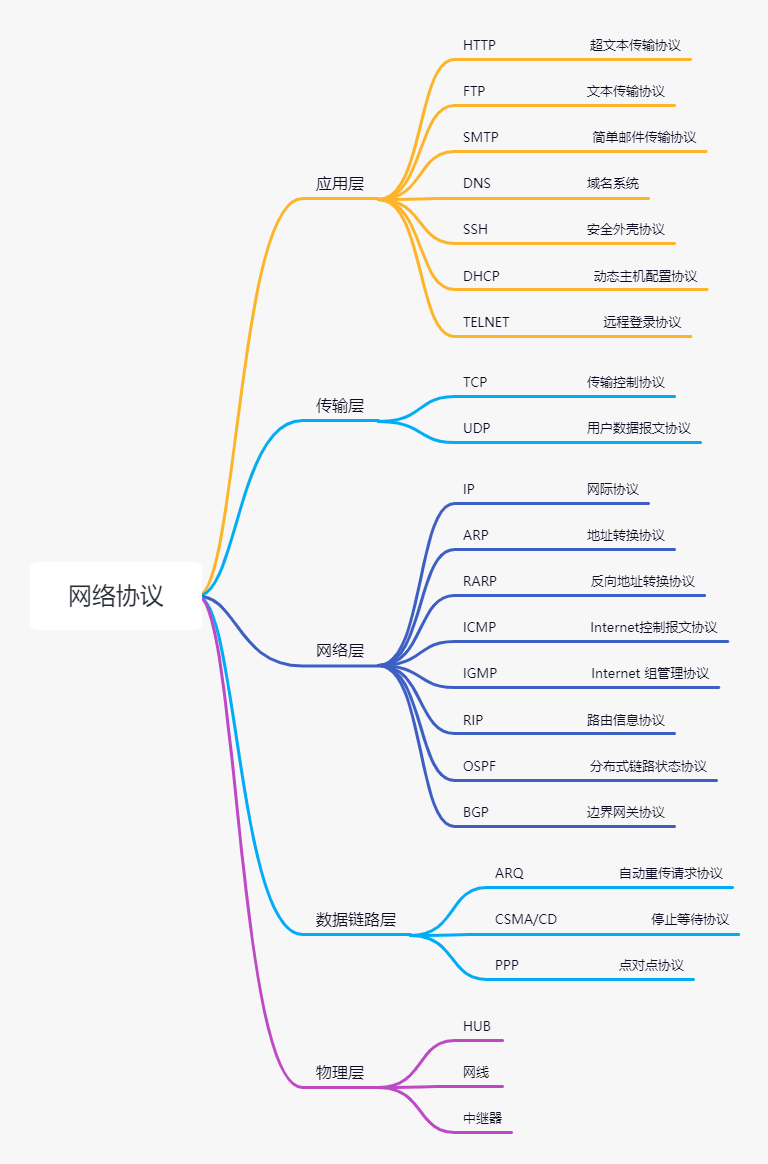 网络协议
应用层
HTTP 超文本传输协议
FTP 文本传输协议
SMTP 简单邮件传输协议
DNS 域名系统
SSH 安全外壳协议
DHCP 动态主机配置协议
TELNET 远程登录协议
传输层
TCP 传输控制协议
UDP 用户数据报文协议
网络层
IP 网际协议
ARP 地址转换协议
RARP 反向地址转换协议
ICMP Internet控制报文协议
IGMP Internet 组管理协议
RIP 路由信息协议
OSPF 分布式链路状态协议
BGP 边界网关协议
数据链路层
ARQ 自动重传请求协议
CSMA/CD 停止等待协议
PPP 点对点协议
物理层
HUB
网线
中继器